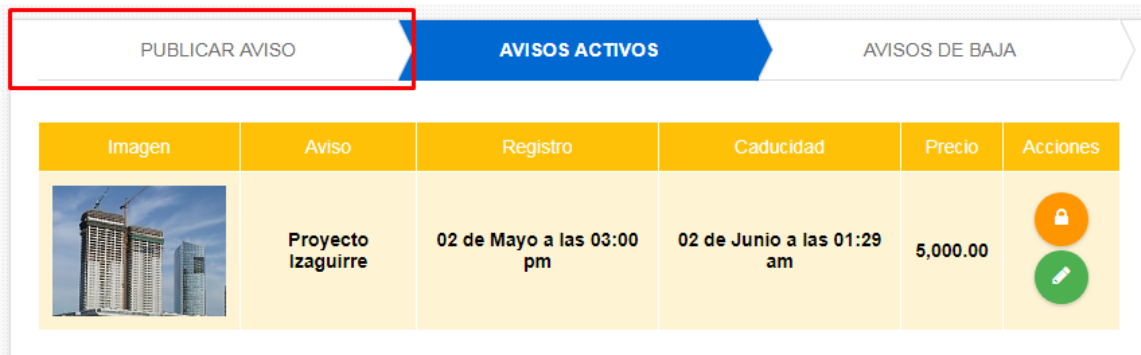 PUBLICAR AVISO
AVISOS ACTIVOS
AVISOS DE BAJA
Imagen
Aviso
Registro
Caducidad
Precio
Acciones
Proyecto
Izaguirre
02 de Mayo a las 03:00
pm
02 de Junio a las 01:29
am
5,000.00